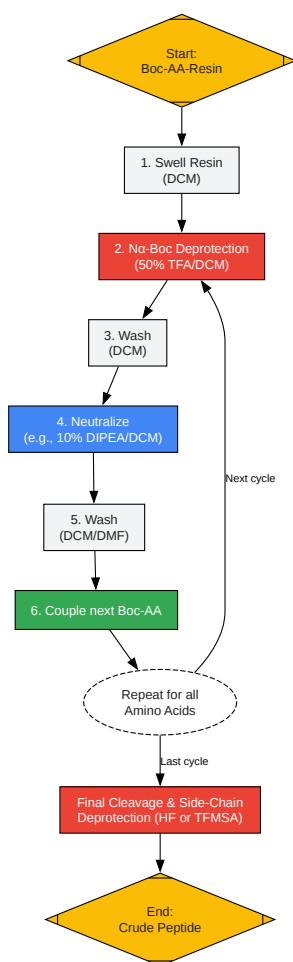 Start:
Boc-AA-Resin
1. Swell Resin
(DCM)
2. Nα-Boc Deprotection
(50% TFA/DCM)
3. Wash
(DCM)
4. Neutralize
(e.g., 10% DIPEA/DCM)
5. Wash
(DCM/DMF)
Next cycle
6. Couple next Boc-AA
Repeat for all
Amino Acids
Last cycle
Final Cleavage & Side-Chain
Deprotection (HF or TFMSA)
End:
Crude Peptide